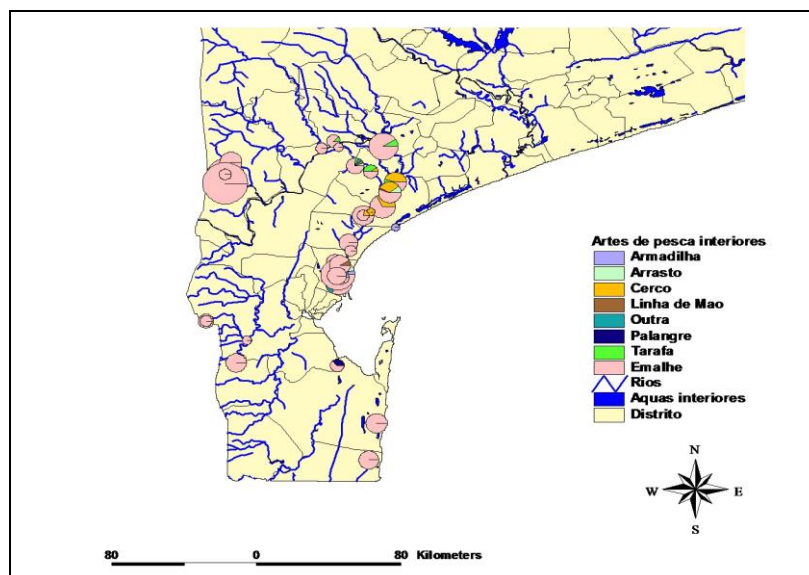 Artes de pesca interiores
Armadilha
Arrasto
Cerco
Linha de Mao
Outra
Palangre
Tarafa
Emalhe
Rios
Aquas interiores
Distrito
N
W E
S
80 0 80 Kilometers